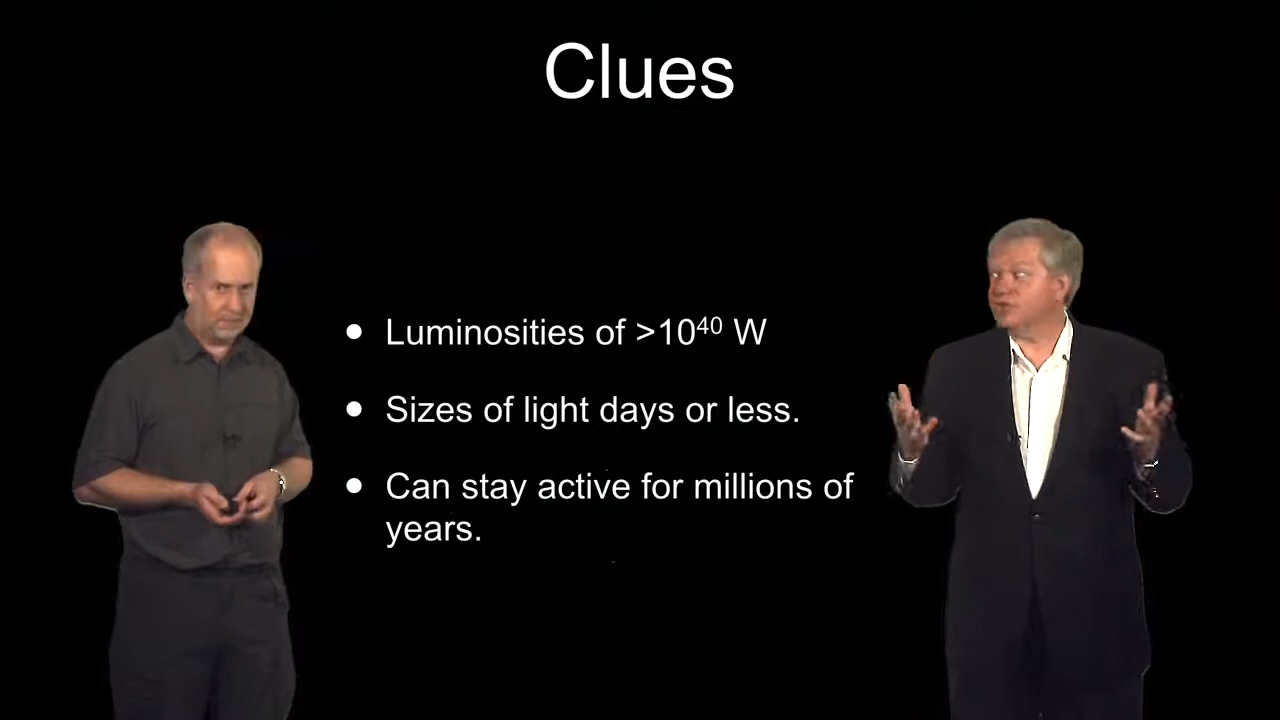 Clues
• Luminosities of >10⁴⁰ W
• Sizes of light days or less.
• Can stay active for millions of
years.